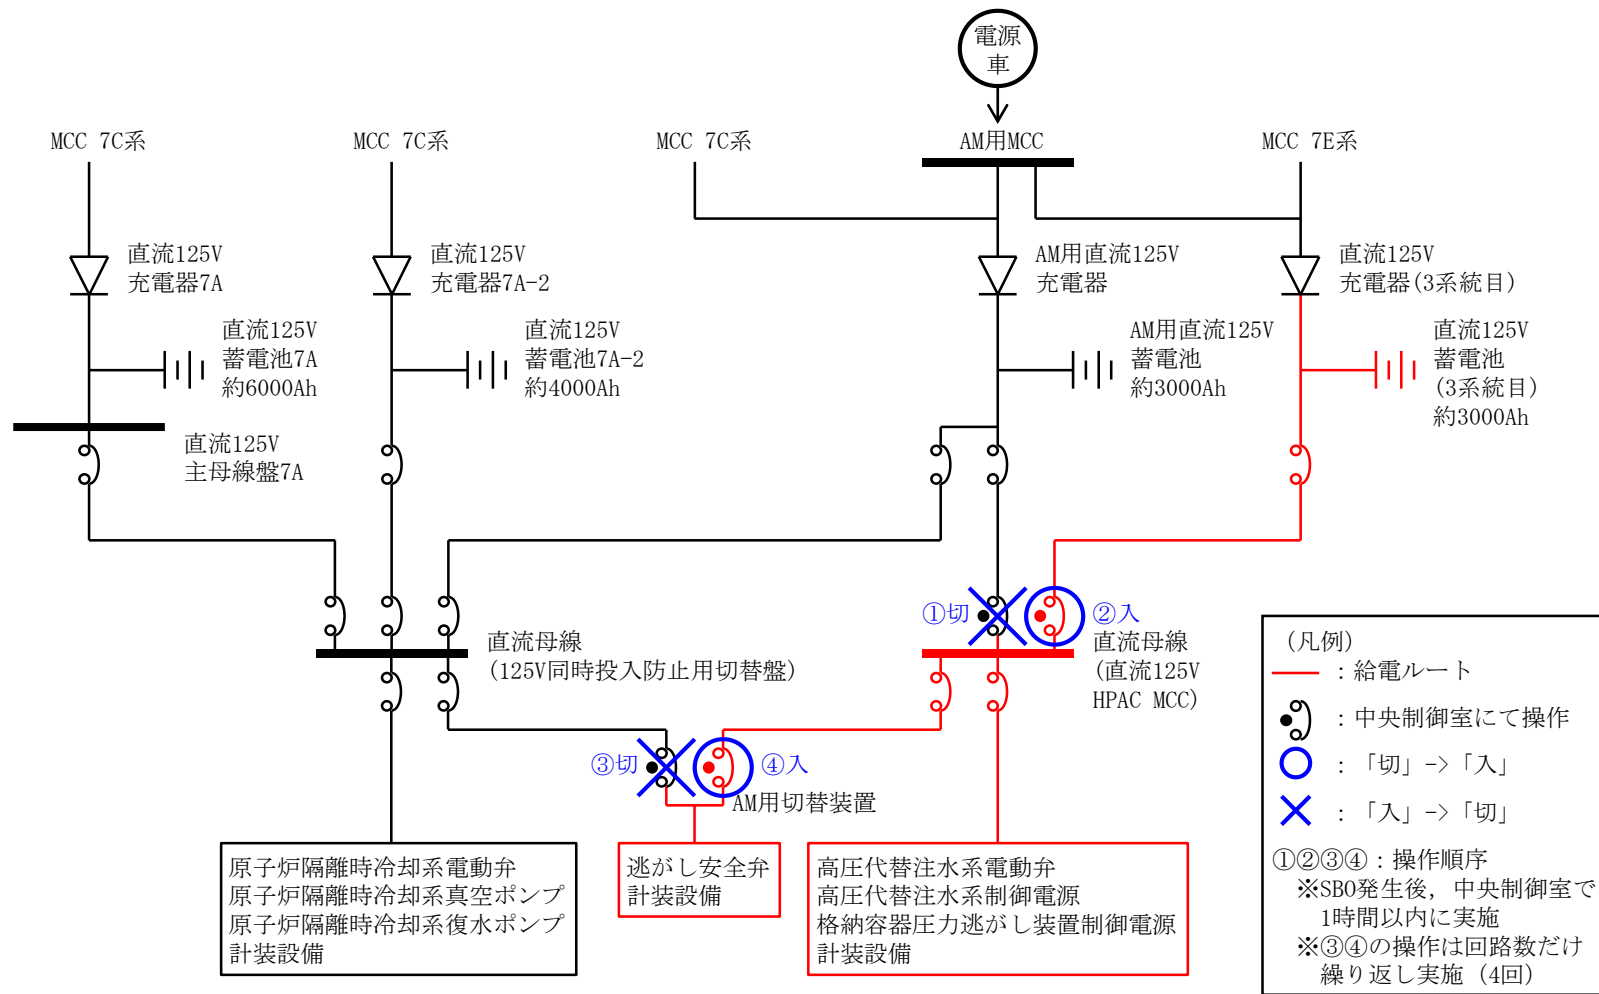 電源
車
MCC 7C系
MCC 7C系
MCC 7C系
AM用MCC
MCC 7E系
直流125V
充電器7A
直流125V
充電器7A-2
AM用直流125V
充電器
直流125V
充電器(3系統目)
直流125V
蓄電池7A
約6000Ah
直流125V
蓄電池7A-2
約4000Ah
AM用直流125V
蓄電池
約3000Ah
直流125V
蓄電池
(3系統目)
約3000Ah
直流125V
主母線盤7A
①切
②入
直流母線
(125V同時投入防止用切替盤)
直流母線
(直流125V
HPAC MCC)
③切
④入
AM用切替装置
原子炉隔離時冷却系電動弁
原子炉隔離時冷却系真空ポンプ
原子炉隔離時冷却系復水ポンプ
計装設備
逃がし安全弁
計装設備
高圧代替注水系電動弁
高圧代替注水系制御電源
格納容器圧力逃がし装置制御電源
計装設備
(凡例)
：給電ルート
：中央制御室にて操作
：「切」->「入」
：「入」->「切」
①②③④：操作順序
※SBO発生後，中央制御室で
1時間以内に実施
※③④の操作は回路数だけ
繰り返し実施（4回）